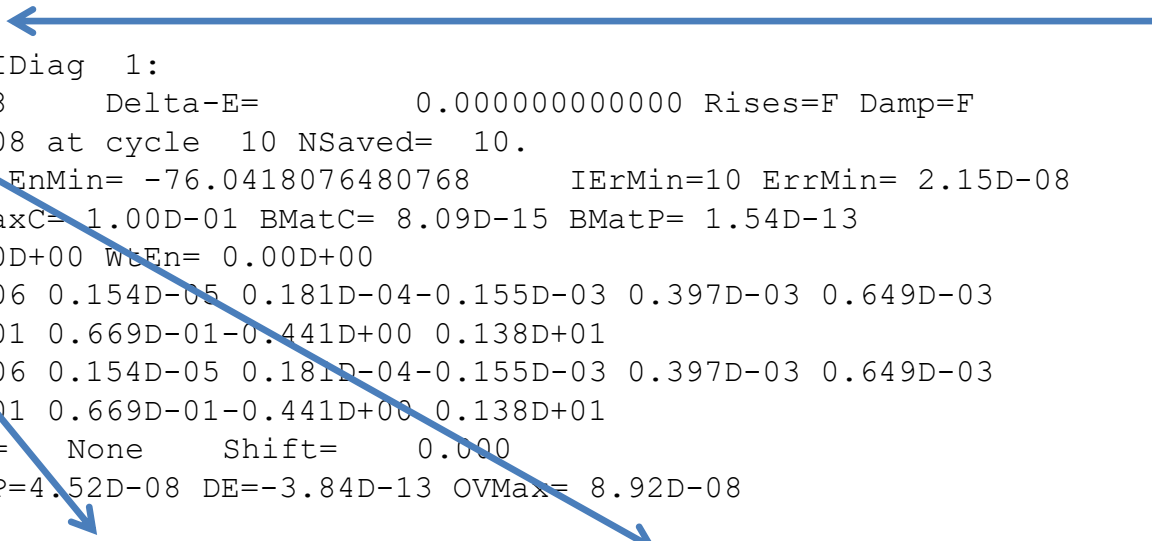 IDiag  1:
8     Delta-E=        0.000000000000 Rises=F Damp=F
08 at cycle  10 NSaved=  10.
EnMin= -76.0418076480768     IErMin=10 ErrMin= 2.15D-08
axC= 1.00D-01 BMatC= 8.09D-15 BMatP= 1.54D-13
0D+00 WtEn= 0.00D+00
06 0.154D-05 0.181D-04-0.155D-03 0.397D-03 0.649D-03
01 0.669D-01-0.441D+00 0.138D+01
06 0.154D-05 0.181D-04-0.155D-03 0.397D-03 0.649D-03
01 0.669D-01-0.441D+00 0.138D+01
=   None    Shift=    0.000
P=4.52D-08 DE=-3.84D-13 OVMax= 8.92D-08